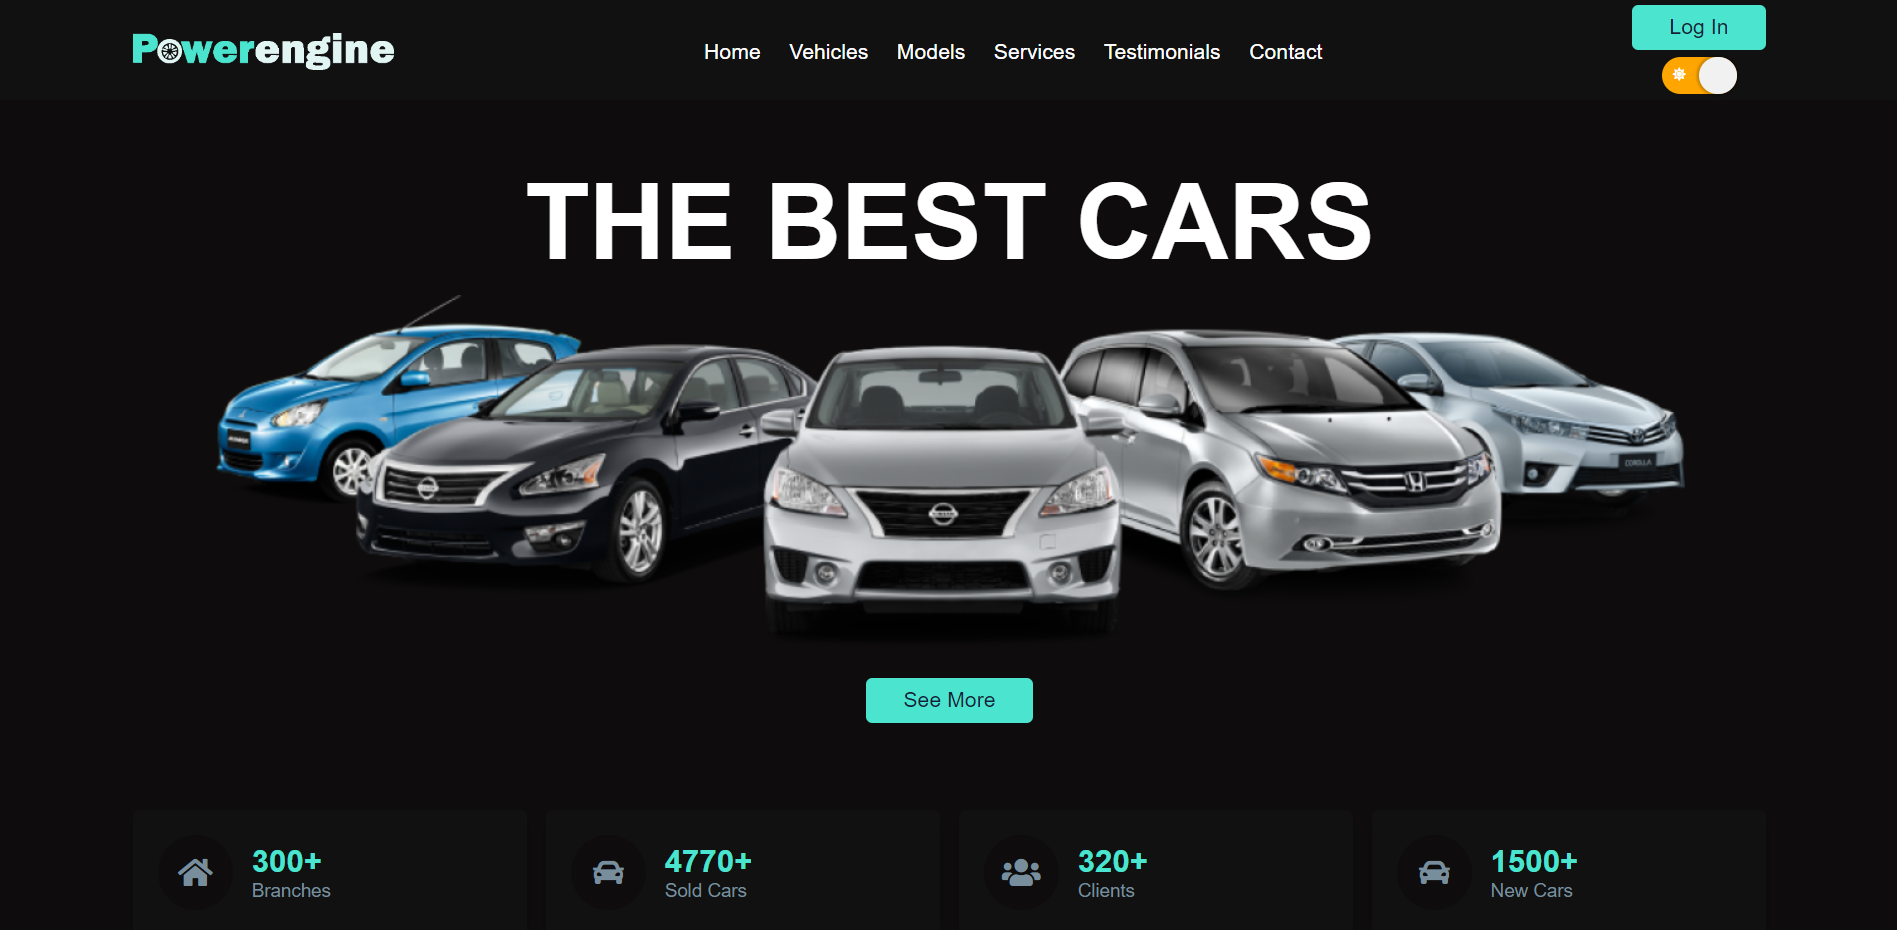 Powerengine
Home Vehicles Models Services Testimonials Contact
Log In
THE BEST CARS
COROLLA
See More
300+
Branches
4770+
Sold Cars
320+
Clients
1500+
New Cars